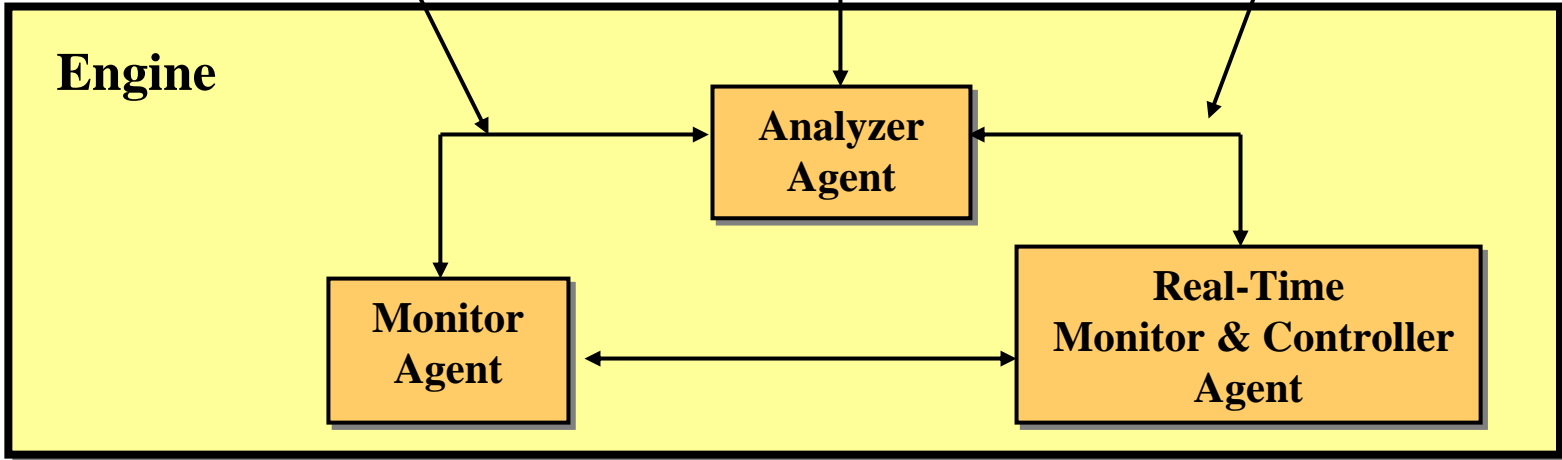 Engine
Analyzer
Agent
Monitor
Agent
Real-Time
Monitor & Controller
Agent